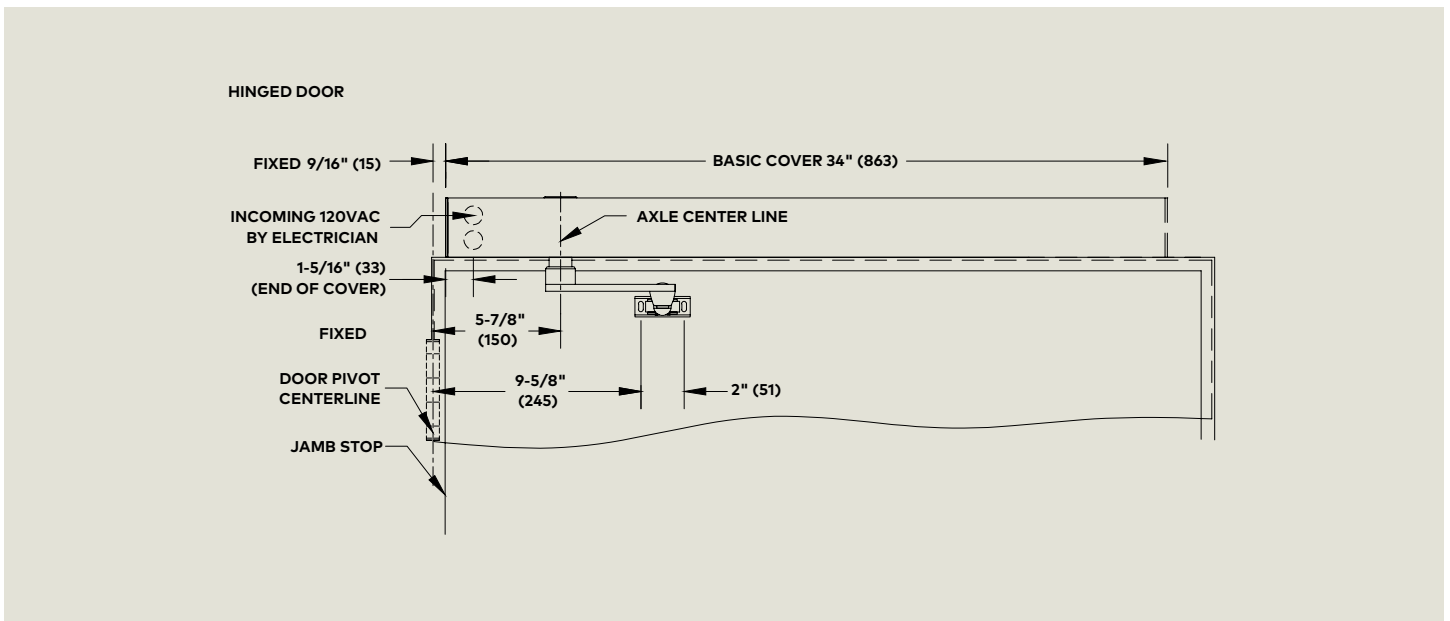 HINGED DOOR
FIXED 9/16" (15)
BASIC COVER 34" (863)
INCOMING 120VAC
BY ELECTRICIAN
AXLE CENTER LINE
1-5/16" (33)
(END OF COVER)
FIXED
5-7/8"
(150)
DOOR PIVOT
CENTERLINE
9-5/8"
(245)
2" (51)
JAMB STOP